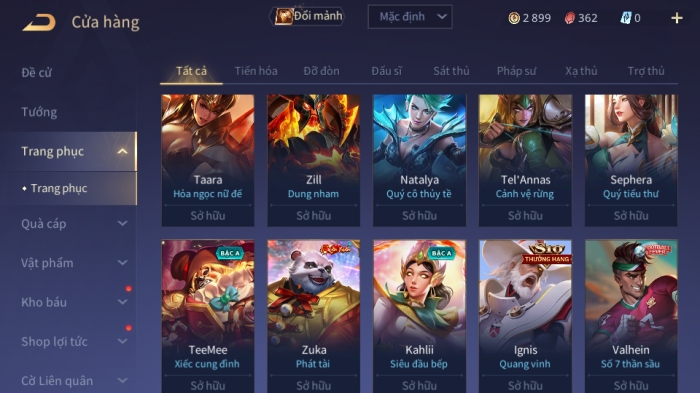 Cửa hàng
Đổi mảnh
Mặc định
2 899
362
0
Đề cử
Tướng
Trang phục
Trang phục
Quà cáp
Vật phẩm
Kho báu
Shop lợi tức
Cờ Liên quân
Tất cả
Tiến hóa
Đỡ đòn
Đấu sĩ
Sát thủ
Pháp sư
Xạ thủ
Trợ thủ
Taara
Hỏa ngọc nữ đế
Sở hữu
Zill
Dung nham
Sở hữu
Natalya
Quý cô thủy tề
Sở hữu
Tel'Annas
Cảnh vệ rừng
Sở hữu
Sephera
Quý tiểu thư
Sở hữu
BẬC A
TeeMee
Xiếc cung đình
Sở hữu
Zuka
Phát tài
Sở hữu
BẬC A
Kahlii
Siêu đầu bếp
Sở hữu
S10
THƯỞNG HẠNG
Ignis
Quang vinh
Sở hữu
Valhein
Số 7 thần sầu
Sở hữu